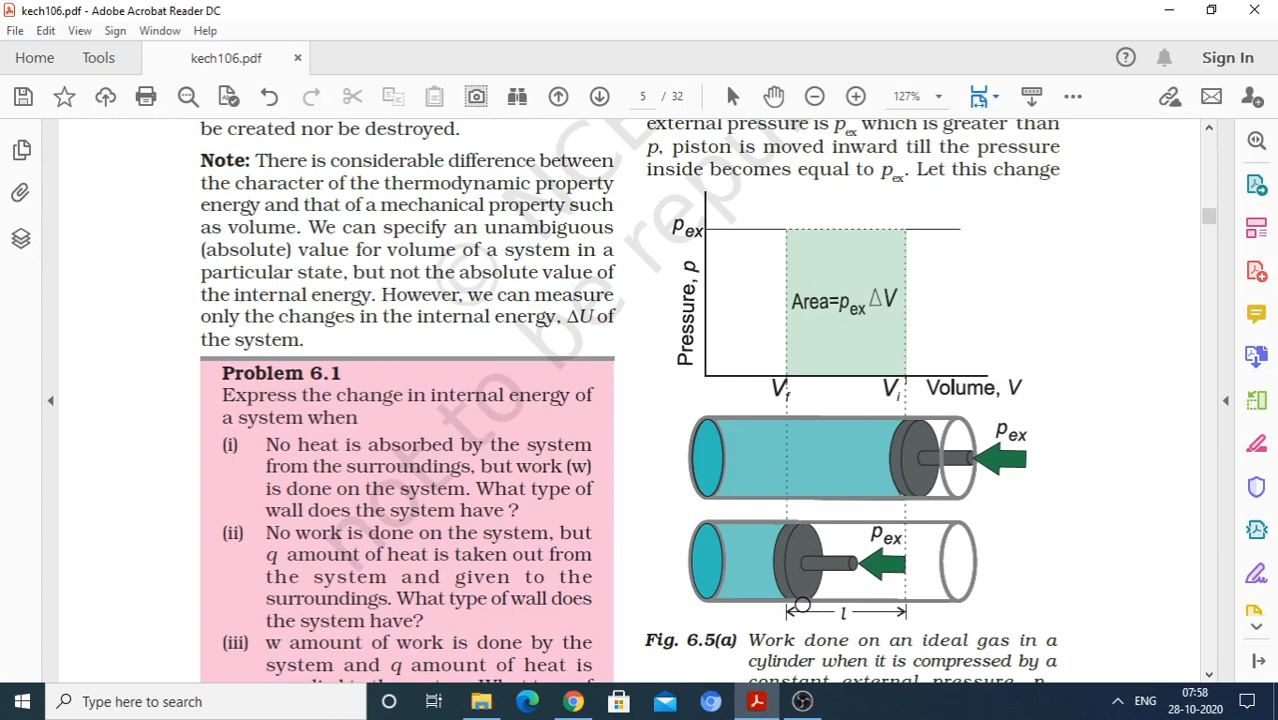 kech106.pdf - Adobe Acrobat Reader DC
File Edit View Sign Window Help
Home Tools kech106.pdf × Sign In
5 / 32 127%
be created nor be destroyed.
Note: There is considerable difference between
the character of the thermodynamic property
energy and that of a mechanical property such
as volume. We can specify an unambiguous
(absolute) value for volume of a system in a
particular state, but not the absolute value of
the internal energy. However, we can measure
only the changes in the internal energy, ΔU of
the system.
Problem 6.1
Express the change in internal energy of
a system when
(i) No heat is absorbed by the system
from the surroundings, but work (w)
is done on the system. What type of
wall does the system have ?
(ii) No work is done on the system, but
q amount of heat is taken out from
the system and given to the
surroundings. What type of wall does
the system have?
(iii) w amount of work is done by the
system and q amount of heat is
external pressure is pex which is greater than
p, piston is moved inward till the pressure
inside becomes equal to pex. Let this change
pex
Pressure, p
Area=pex ΔV
Vf Vi Volume, V
pex
pex
l
Fig. 6.5(a) Work done on an ideal gas in a
cylinder when it is compressed by a
constant external pressure, p
© NCE
not to be repu
Type here to search
ENG
07:58
28-10-2020